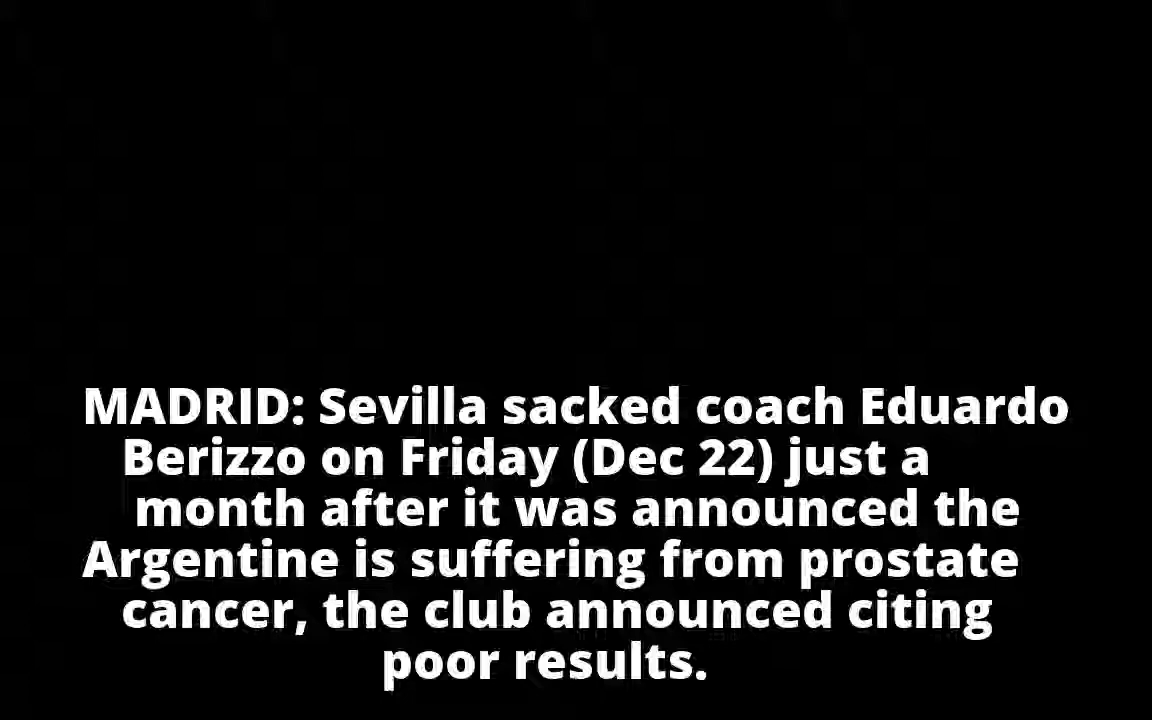 MADRID: Sevilla sacked coach Eduardo
Berizzo on Friday (Dec 22) just a
month after it was announced the
Argentine is suffering from prostate
cancer, the club announced citing
poor results.